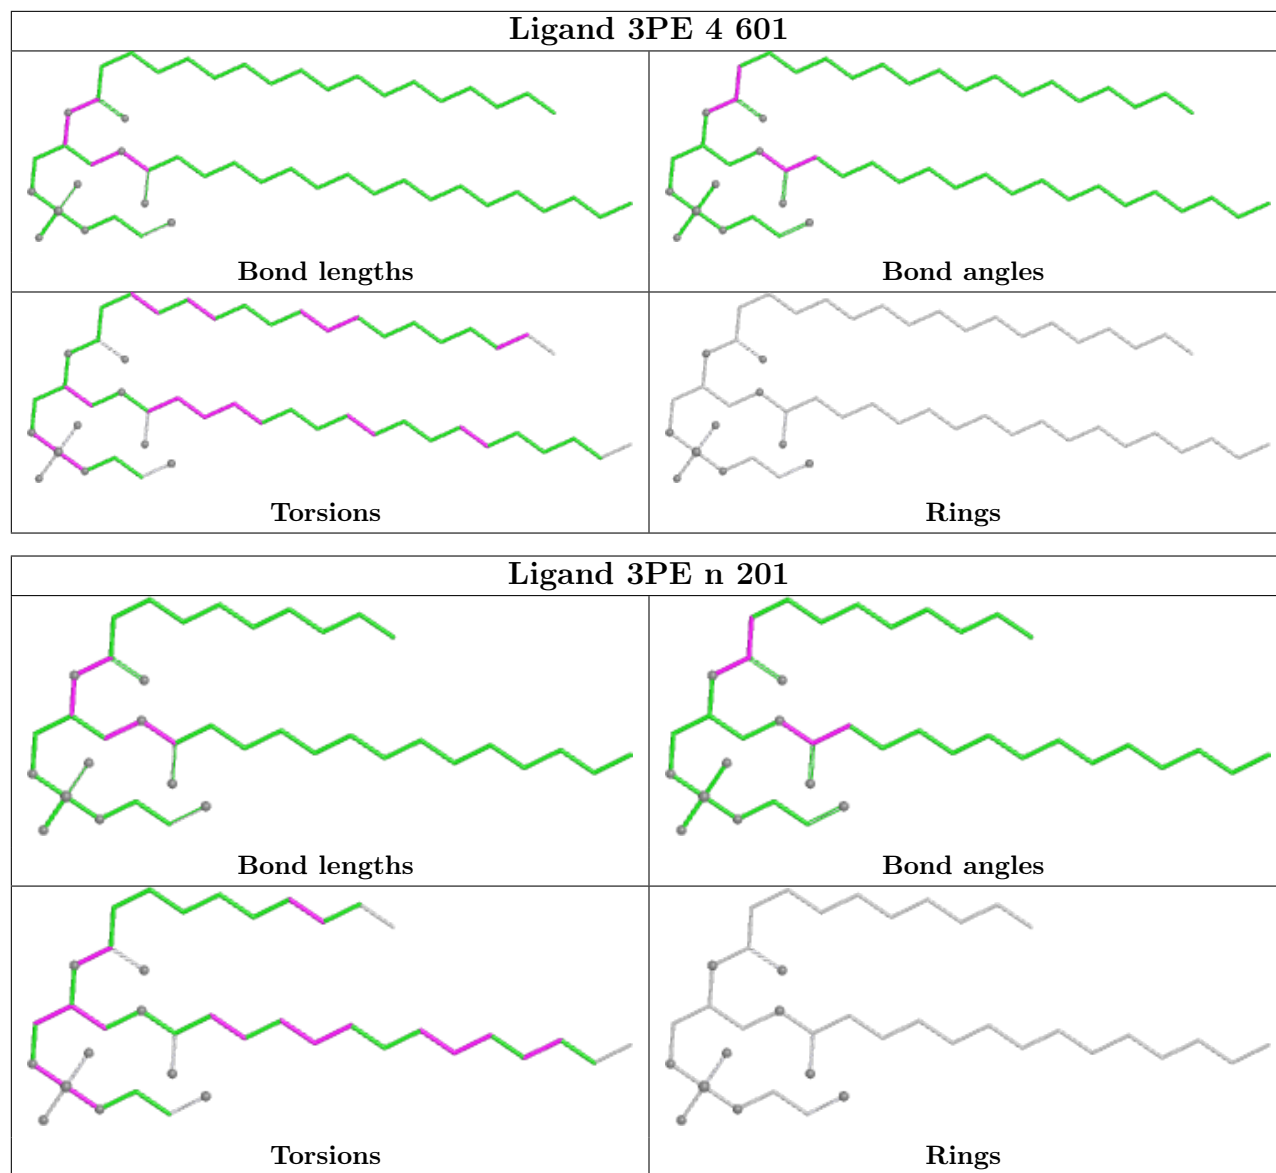 Ligand 3PE 4 601
Bond lengths
Bond angles
Torsions
Rings
Ligand 3PE n 201
Bond lengths
Bond angles
Torsions
Rings